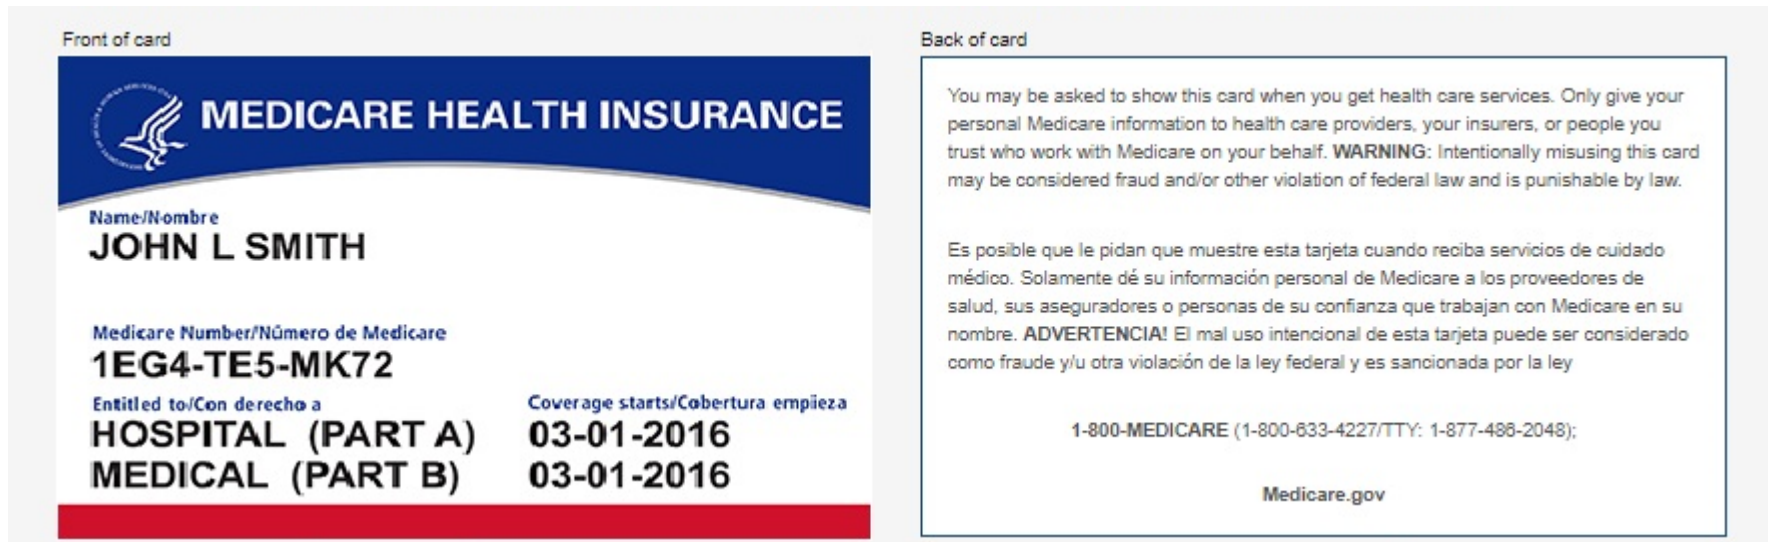 Front of card
MEDICARE HEALTH INSURANCE
Name/Nombre
JOHN L SMITH
Medicare Number/Número de Medicare
1EG4-TE5-MK72
Entitled to/Con derecho a
Coverage starts/Cobertura empieza
HOSPITAL (PART A) 03-01-2016
MEDICAL (PART B) 03-01-2016
Back of card
You may be asked to show this card when you get health care services. Only give your
personal Medicare information to health care providers, your insurers, or people you
trust who work with Medicare on your behalf. WARNING: Intentionally misusing this card
may be considered fraud and/or other violation of federal law and is punishable by law.
Es posible que le pidan que muestre esta tarjeta cuando reciba servicios de cuidado
médico. Solamente dé su información personal de Medicare a los proveedores de
salud, sus aseguradores o personas de su confianza que trabajan con Medicare en su
nombre. ADVERTENCIA! El mal uso intencional de esta tarjeta puede ser considerado
como fraude y/u otra violación de la ley federal y es sancionada por la ley
1-800-MEDICARE (1-800-633-4227/TTY: 1-877-486-2048);
Medicare.gov